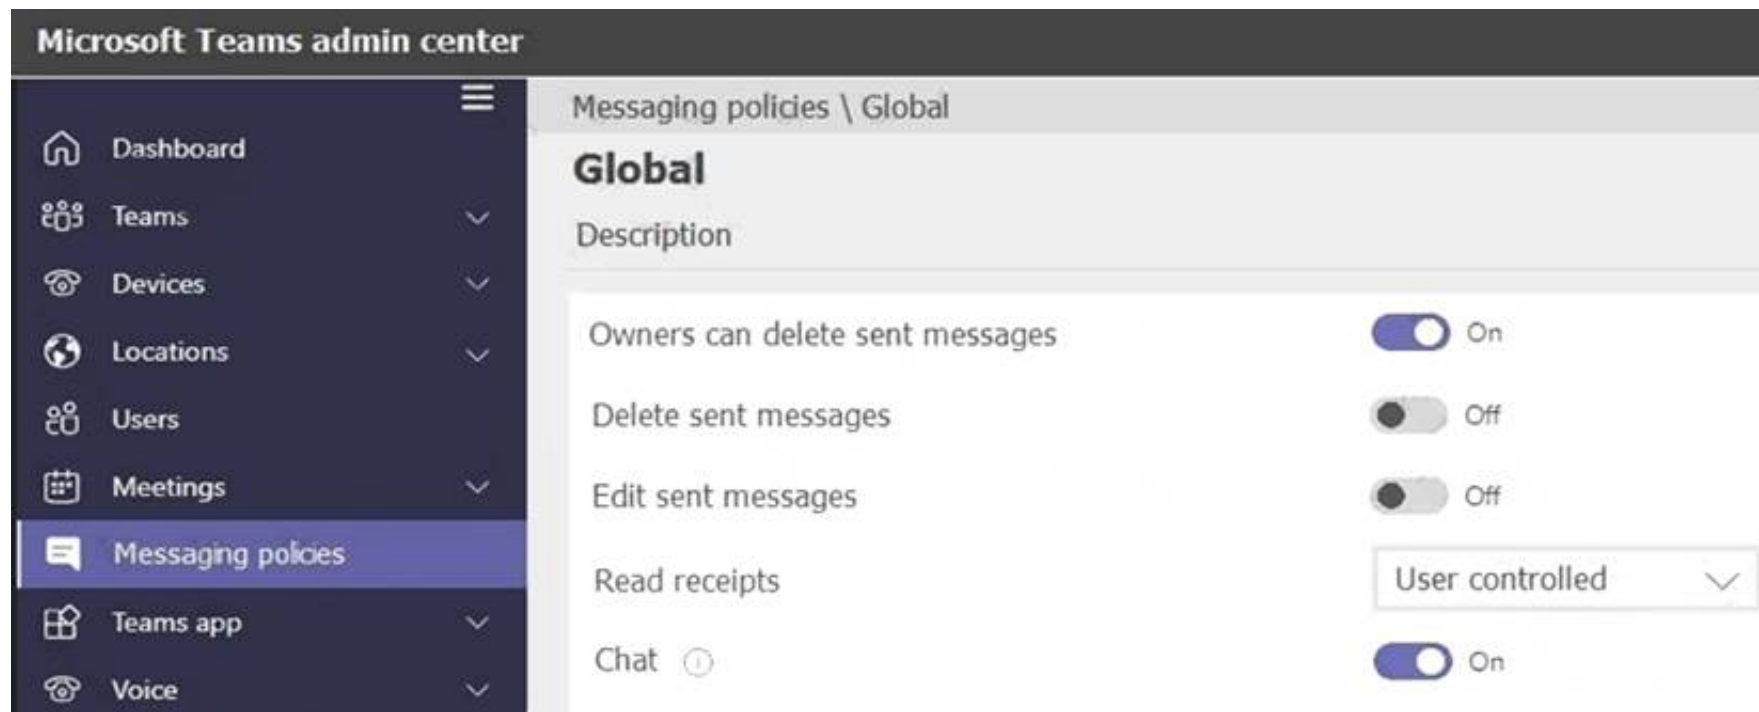 Microsoft Teams admin center
Dashboard
Teams
Devices
Locations
Users
Meetings
Messaging policies
Teams app
Voice
Messaging policies \ Global
Global
Description
Owners can delete sent messages On
Delete sent messages Off
Edit sent messages Off
Read receipts User controlled
Chat On